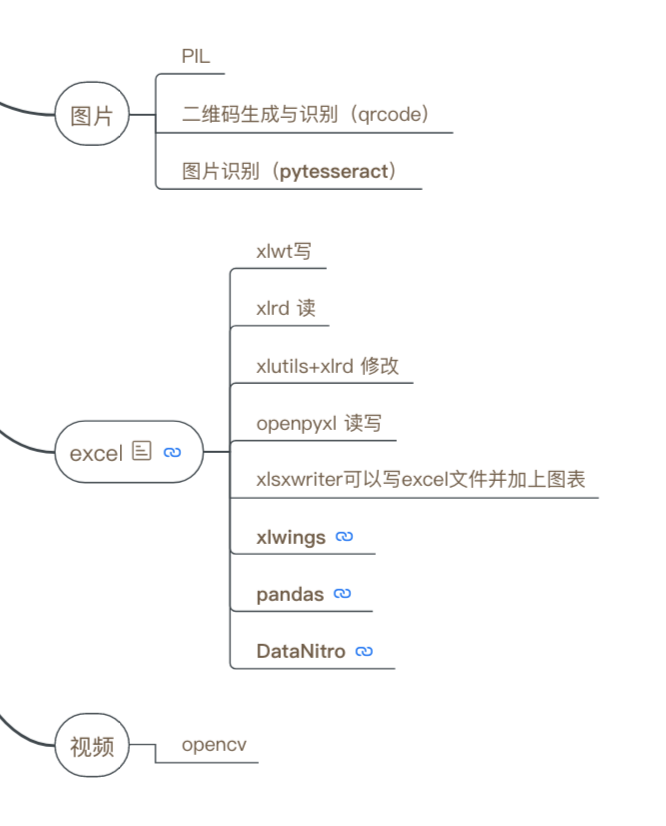 PIL
图片
二维码生成与识别（qrcode）
图片识别（pytesseract）
xlwt写
xlrd 读
xlutils+xlrd 修改
openpyxl 读写
excel
xlsxwriter可以写excel文件并加上图表
xlwings
pandas
DataNitro
视频
opencv